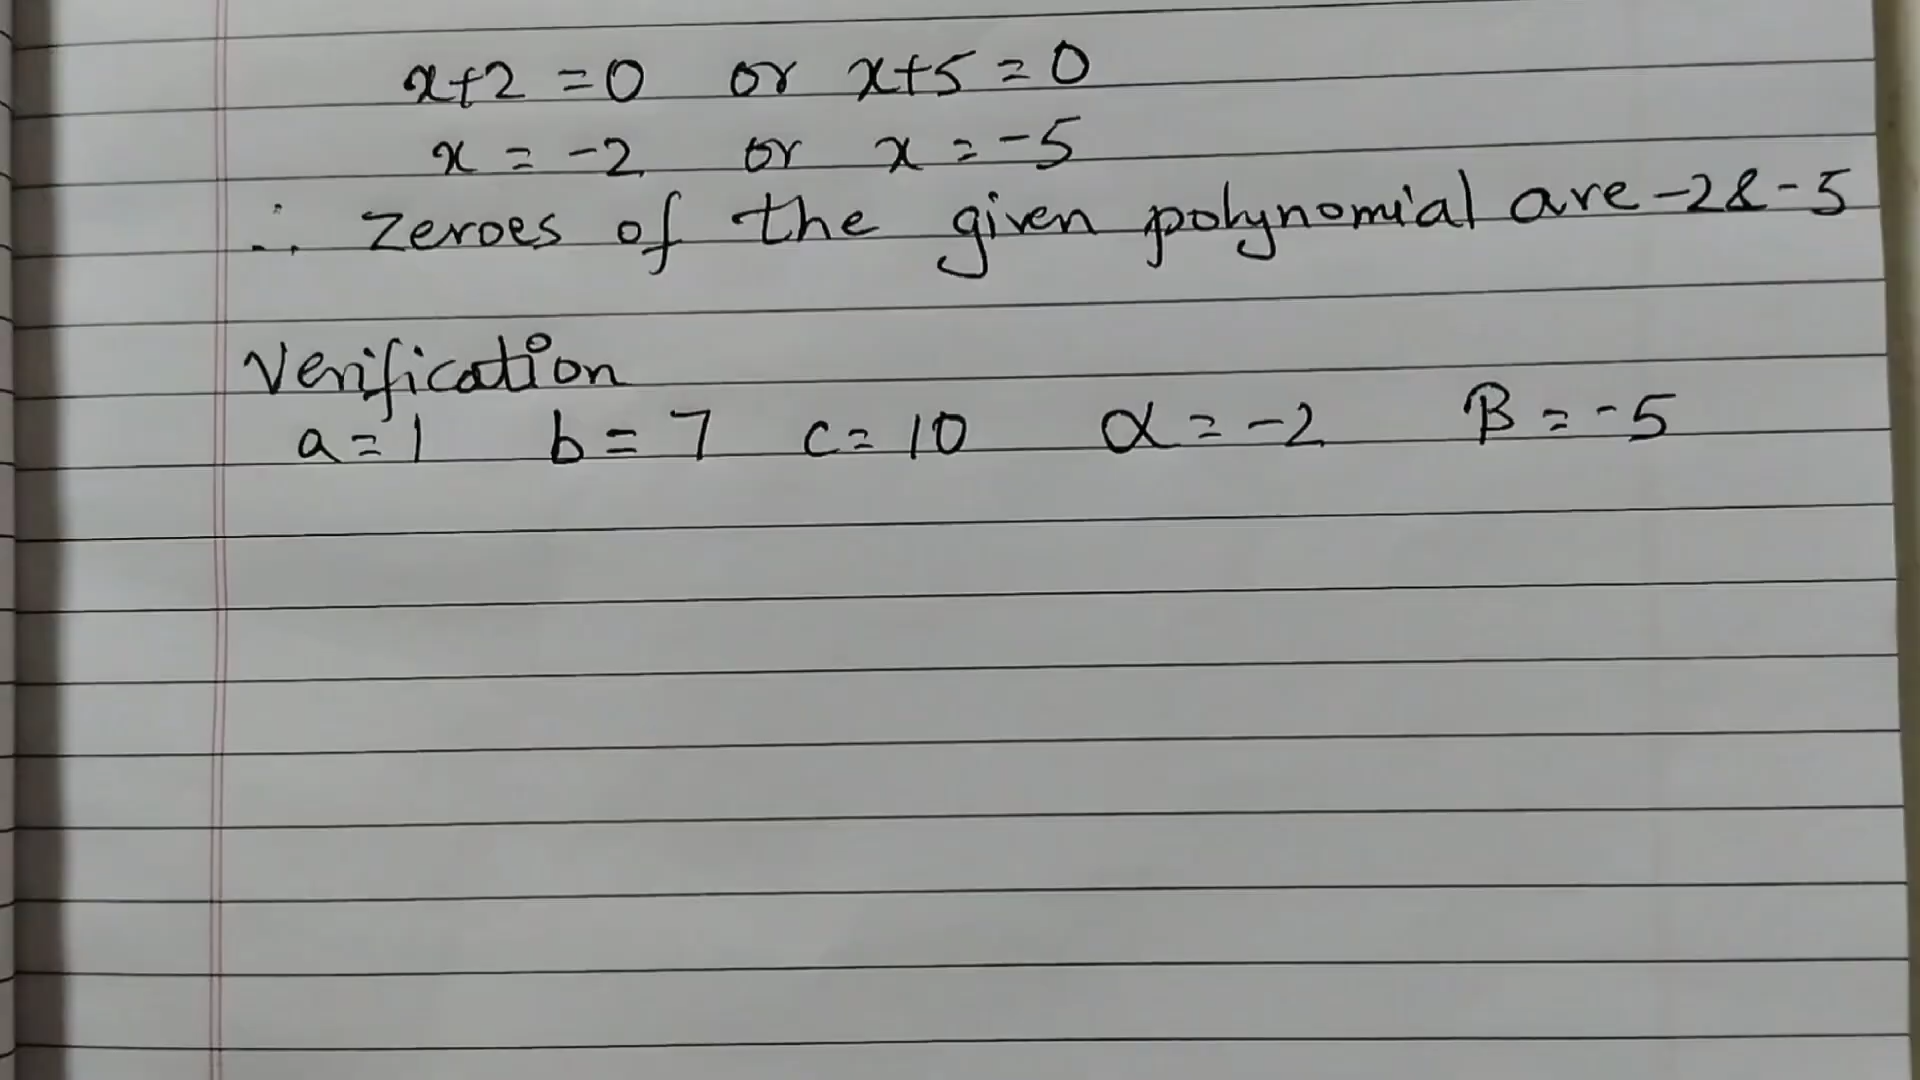 x+2 = 0 or x+5 = 0
x = -2 or x = -5
∴ zeroes of the given polynomial are -2 & -5
Verification
a = 1 b = 7 c = 10 α = -2 β = -5